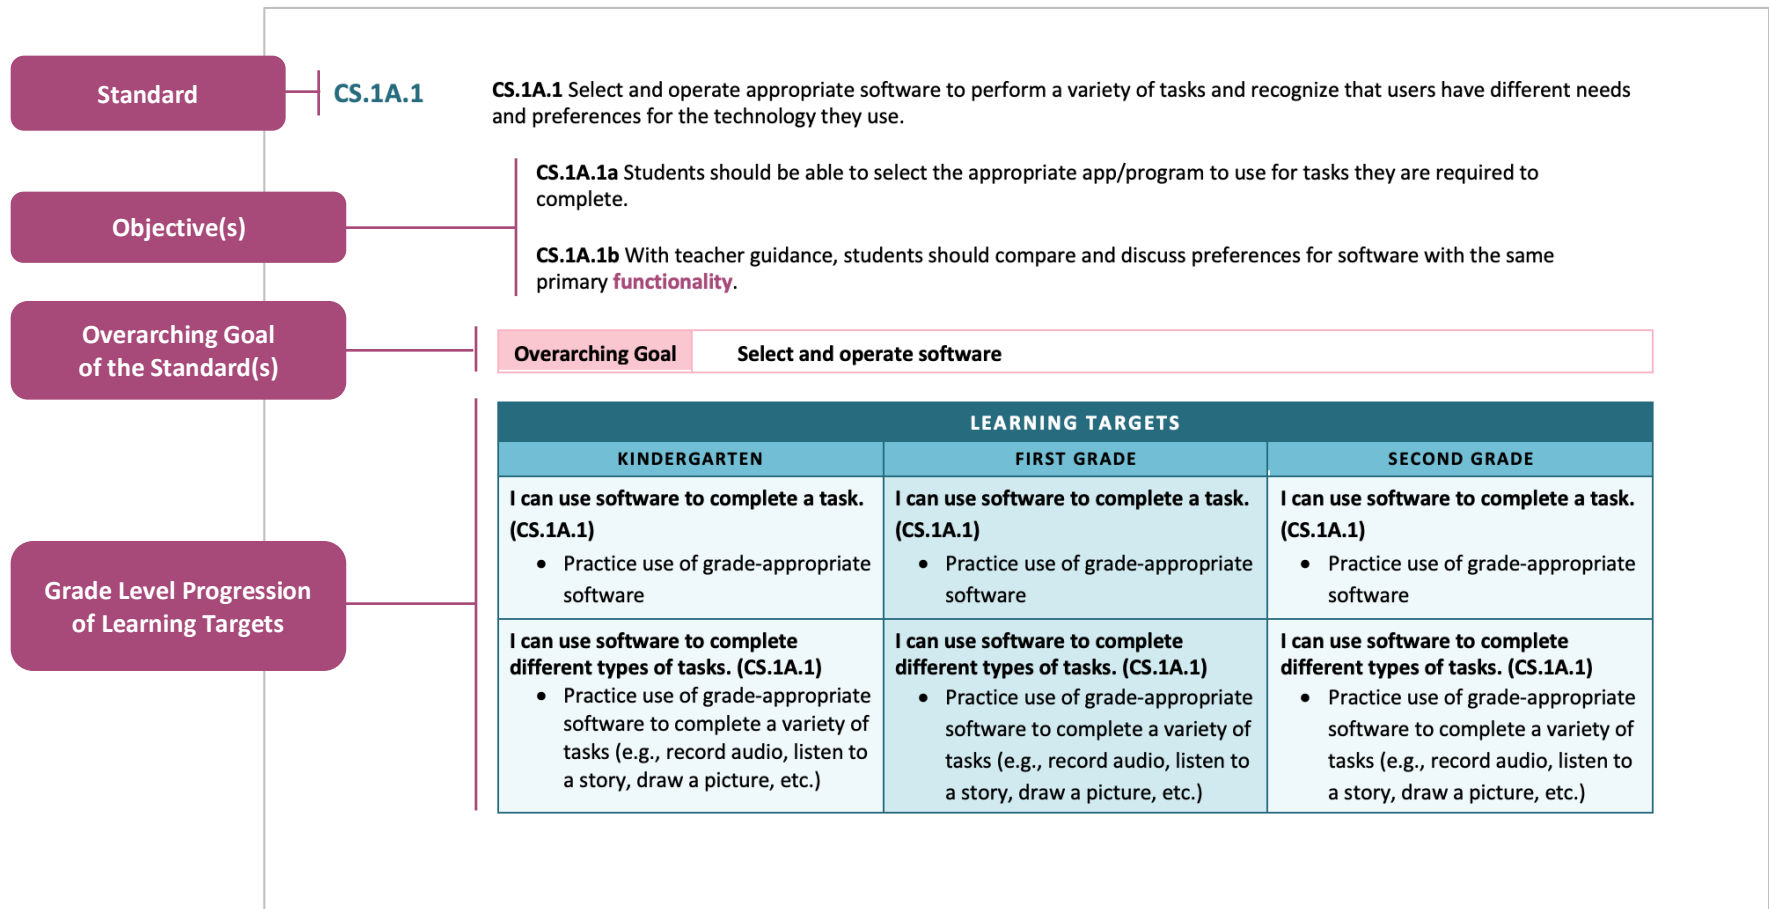 Standard
CS.1A.1
CS.1A.1 Select and operate appropriate software to perform a variety of tasks and recognize that users have different needs
and preferences for the technology they use.
Objective(s)
CS.1A.1a Students should be able to select the appropriate app/program to use for tasks they are required to
complete.
CS.1A.1b With teacher guidance, students should compare and discuss preferences for software with the same
primary functionality.
Overarching Goal
of the Standard(s)
Overarching Goal
Select and operate software
Grade Level Progression
of Learning Targets
LEARNING TARGETS
KINDERGARTEN
FIRST GRADE
SECOND GRADE
I can use software to complete a task.
(CS.1A.1)
• Practice use of grade-appropriate
software
I can use software to complete a task.
(CS.1A.1)
• Practice use of grade-appropriate
software
I can use software to complete a task.
(CS.1A.1)
• Practice use of grade-appropriate
software
I can use software to complete
different types of tasks. (CS.1A.1)
• Practice use of grade-appropriate
software to complete a variety of
tasks (e.g., record audio, listen to
a story, draw a picture, etc.)
I can use software to complete
different types of tasks. (CS.1A.1)
• Practice use of grade-appropriate
software to complete a variety of
tasks (e.g., record audio, listen to
a story, draw a picture, etc.)
I can use software to complete
different types of tasks. (CS.1A.1)
• Practice use of grade-appropriate
software to complete a variety of
tasks (e.g., record audio, listen to
a story, draw a picture, etc.)